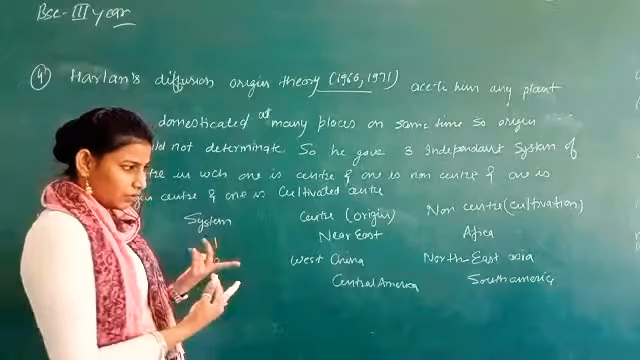 Bsc-III year
4) Harlan's diffusion origin theory (1960, 1971) acc. to him any plant
domesticated at many places on same time so origin
not determinate. So he gave 3 Independant System of
in wch one is centre & one is non centre & one is
centre & one is Cultivated centre
System Centre (origin) Non centre (cultivation)
Near East Africa
West China North-East asia
Central America South america